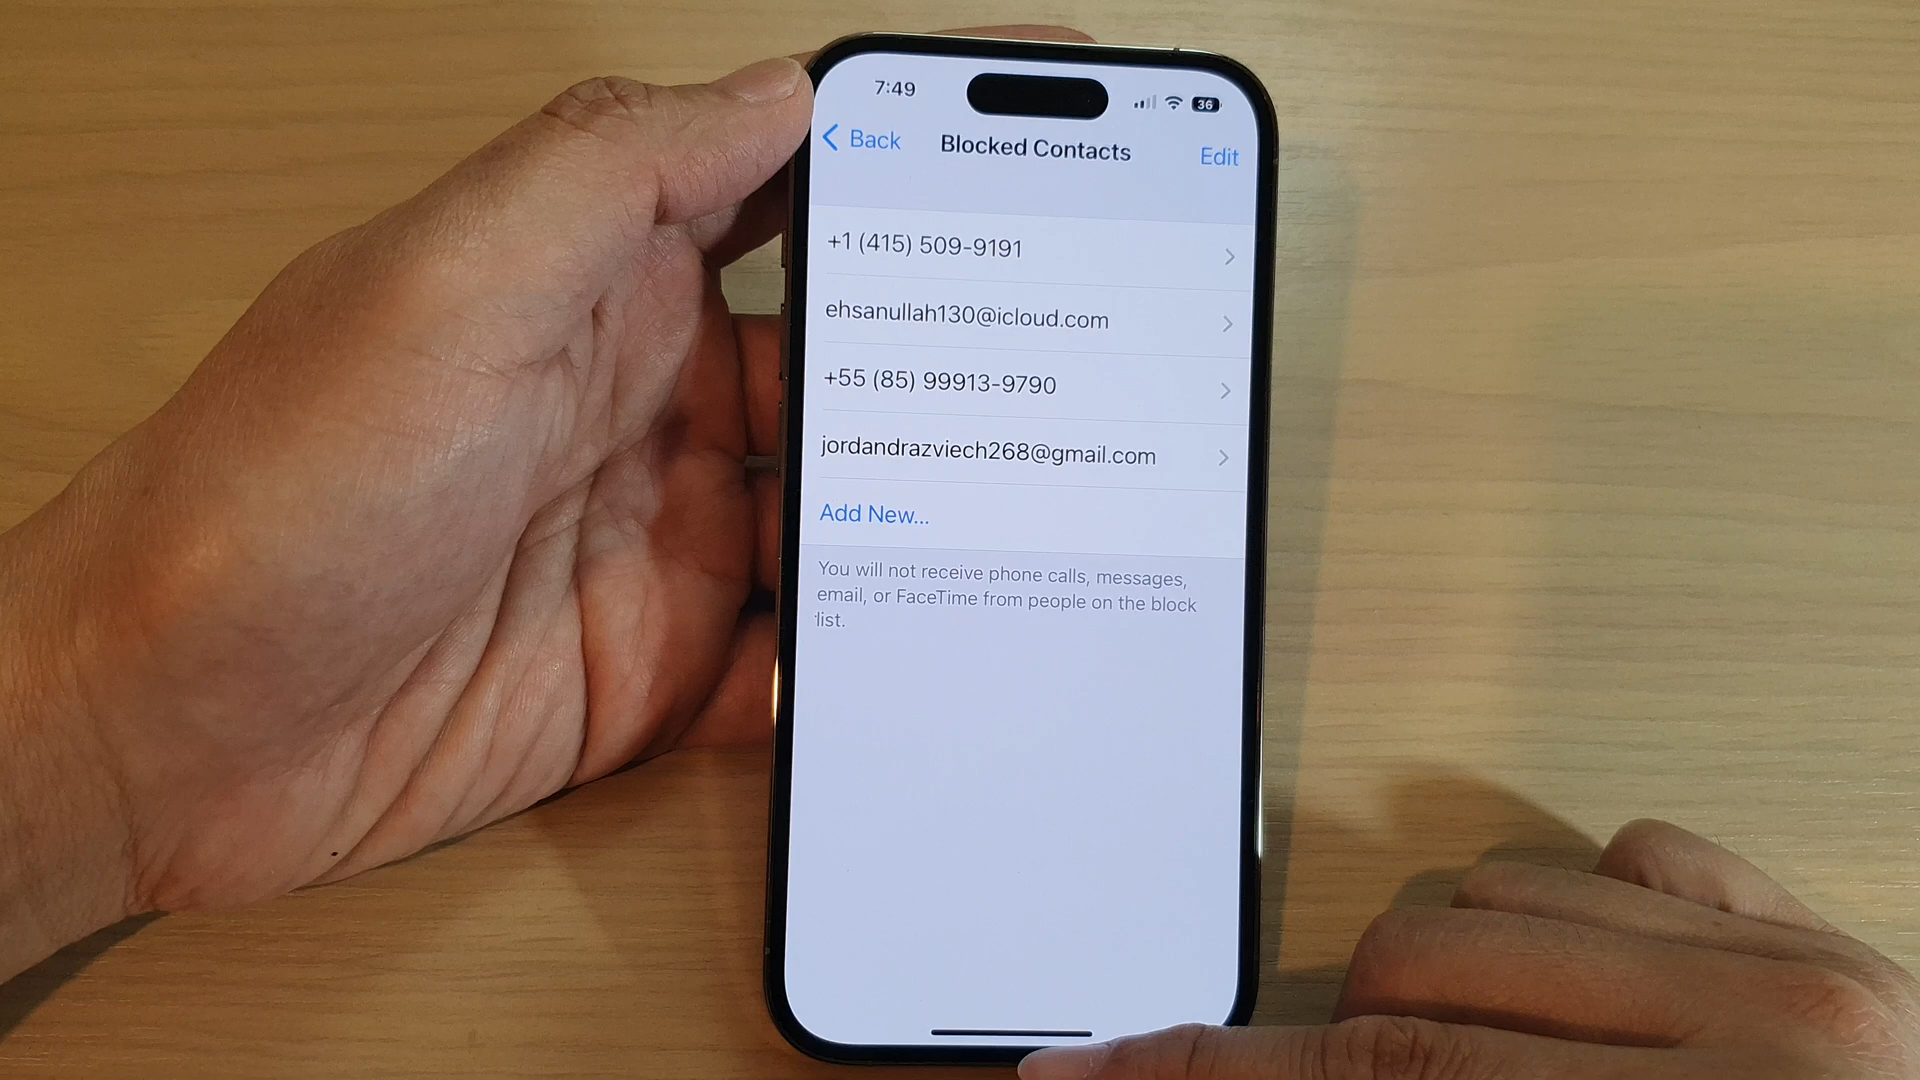 7:49
36
Back
Blocked Contacts
Edit
+1 (415) 509-9191
ehsanullah130@icloud.com
+55 (85) 99913-9790
jordandrazviech268@gmail.com
Add New...
You will not receive phone calls, messages,
email, or FaceTime from people on the block
list.